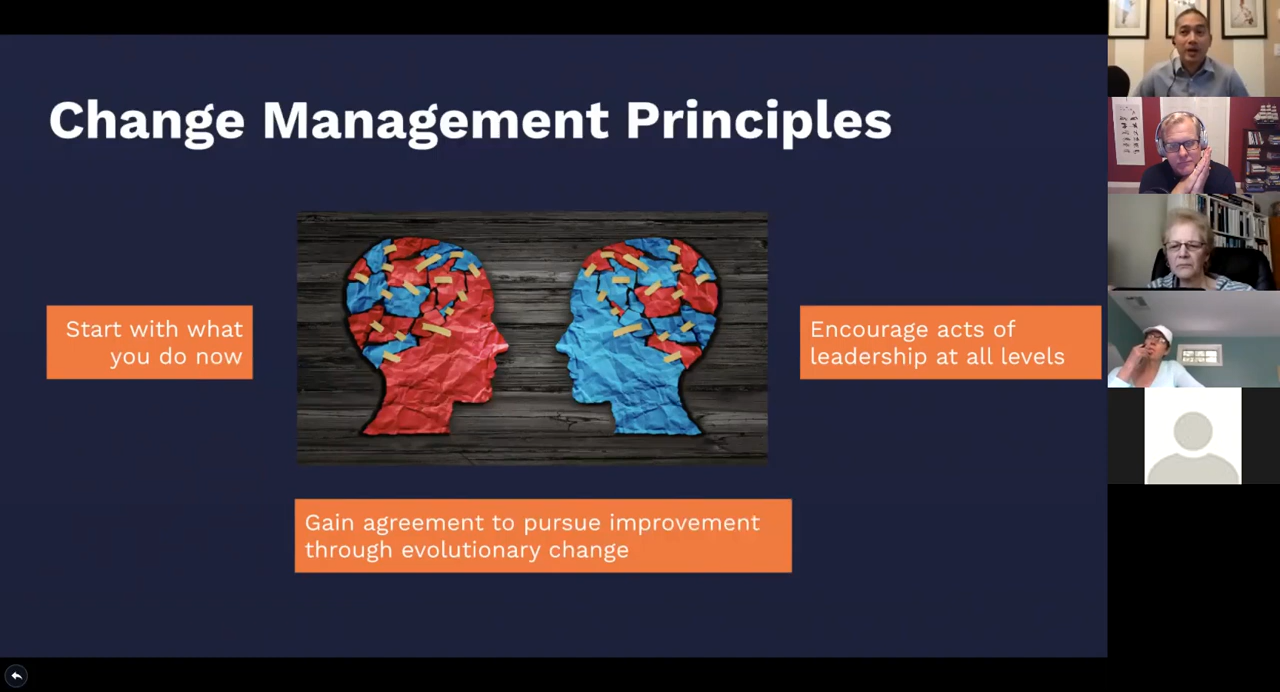 Change Management Principles
Start with what
you do now
Encourage acts of
leadership at all levels
Gain agreement to pursue improvement
through evolutionary change